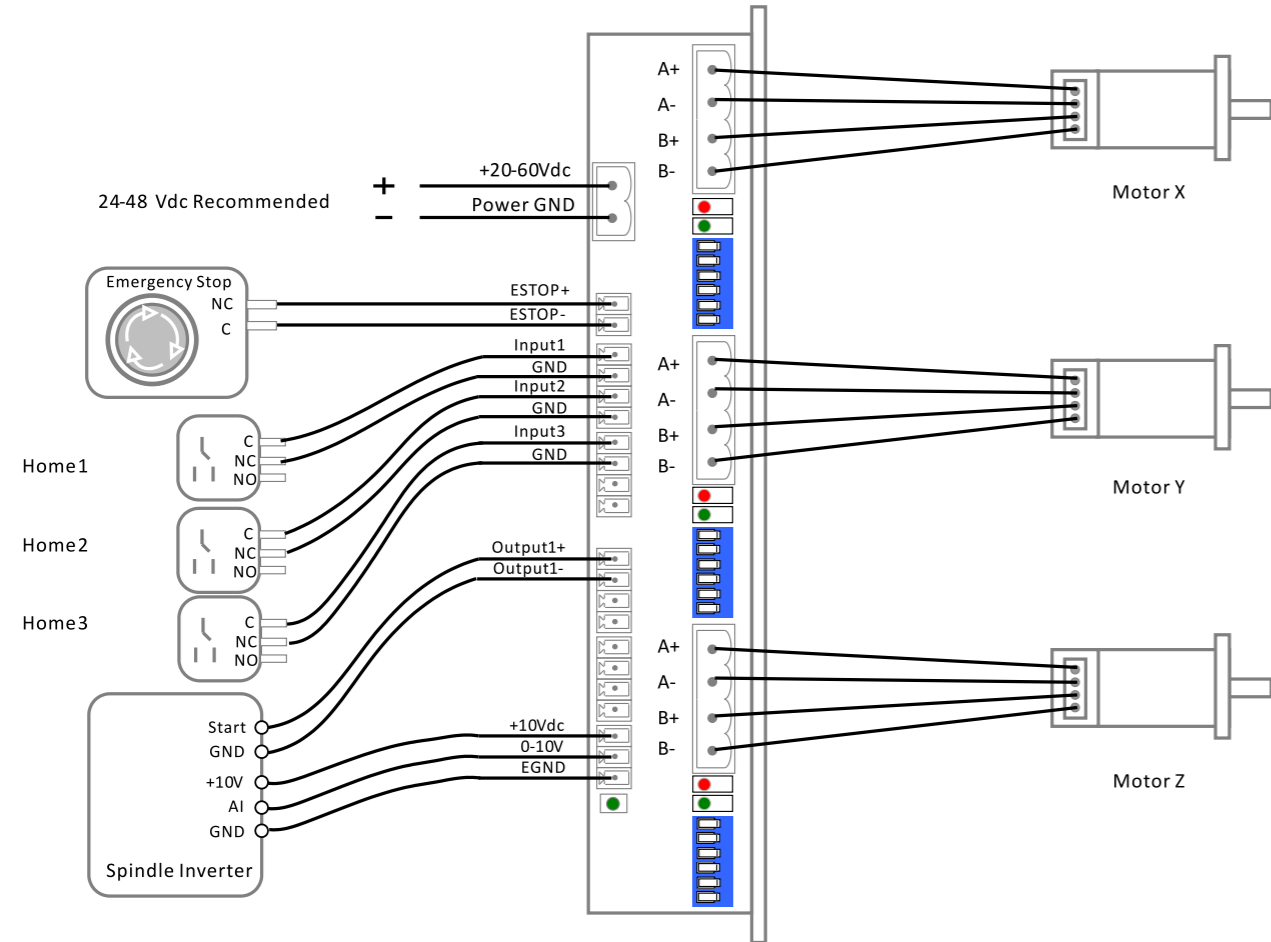 24-48 Vdc Recommended
+
−
+20-60Vdc
Power GND
Emergency Stop
NC
C
ESTOP+
ESTOP-
Input1
GND
Input2
GND
Input3
GND
Home1
C
NC
NO
Home2
C
NC
NO
Home3
C
NC
NO
Output1+
Output1-
+10Vdc
0-10V
EGND
Start
GND
+10V
AI
GND
Spindle Inverter
A+
A-
B+
B-
Motor X
A+
A-
B+
B-
Motor Y
A+
A-
B+
B-
Motor Z